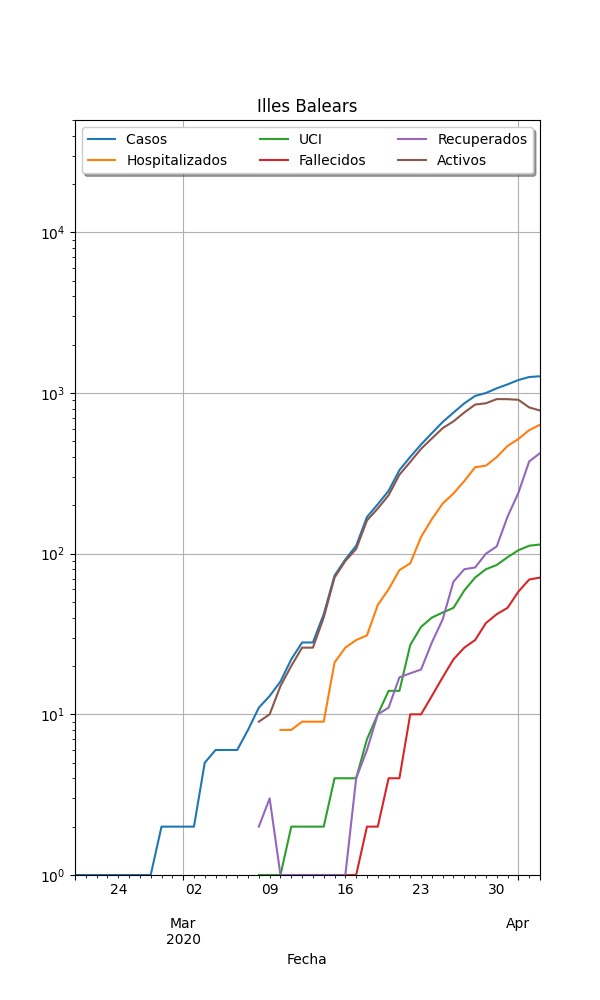 Illes Balears
Casos UCI Recuperados
Hospitalizados Fallecidos Activos
10^4
10^3
10^2
10^1
10^0
24 02 09 16 23 30
Mar Apr
2020
Fecha